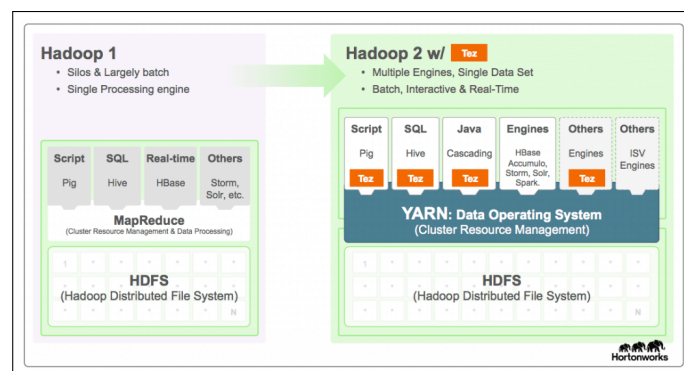 Hadoop 1
• Silos & Largely batch
• Single Processing engine
Script
Pig
SQL
Hive
Real-time
HBase
Others
Storm,
Solr, etc.
MapReduce
(Cluster Resource Management & Data Processing)
1
HDFS
(Hadoop Distributed File System)
N
Hadoop 2 w/ Tez
• Multiple Engines, Single Data Set
• Batch, Interactive & Real-Time
Script
Pig
Tez
SQL
Hive
Tez
Java
Cascading
Tez
Engines
HBase
Accumulo,
Storm, Solr,
Spark.
Others
Engines
Tez
Others
ISV
Engines
YARN: Data Operating System
(Cluster Resource Management)
1
HDFS
(Hadoop Distributed File System)
N
Hortonworks